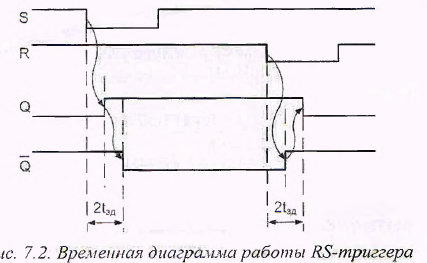 S
R
Q
Q̅
2tзд 2tзд
ис. 7.2. Временная диаграмма работы RS-триггера